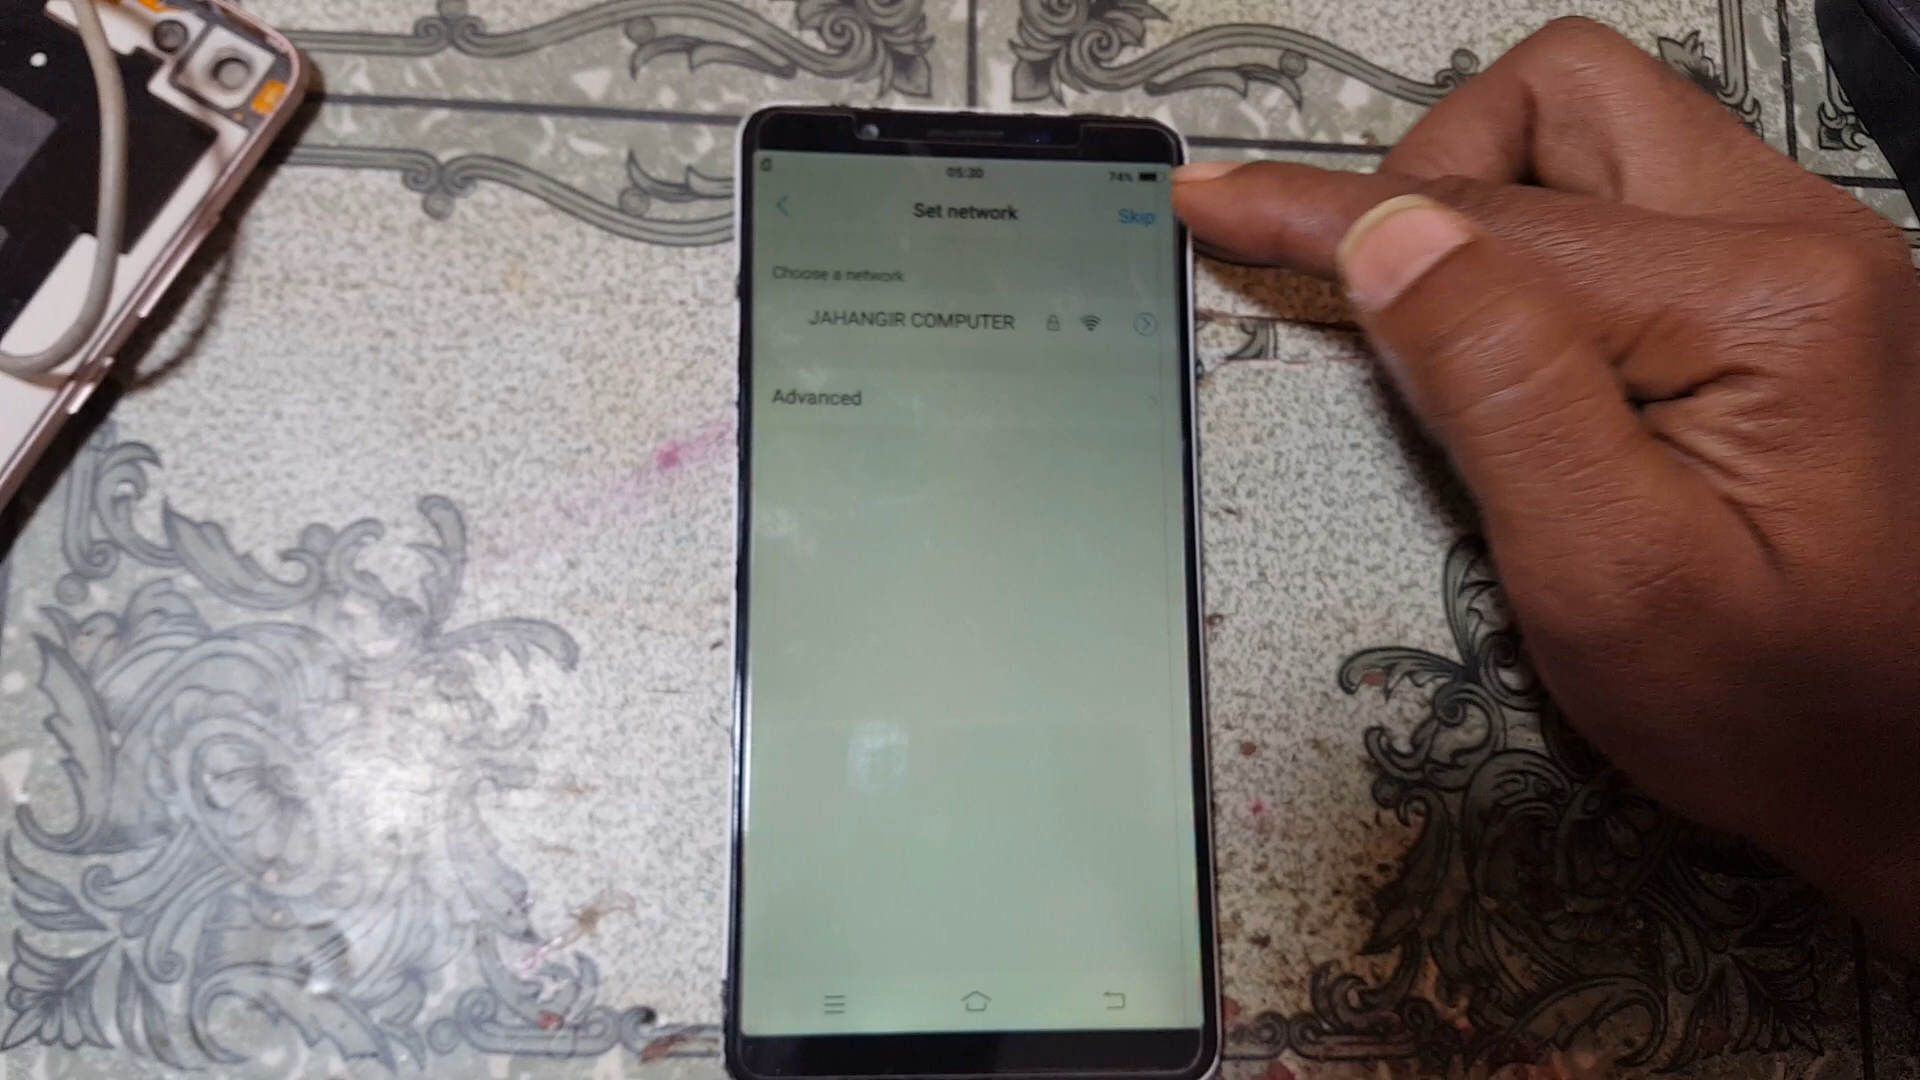 05:30
74%
Set network
Skip
Choose a network
JAHANGIR COMPUTER
Advanced